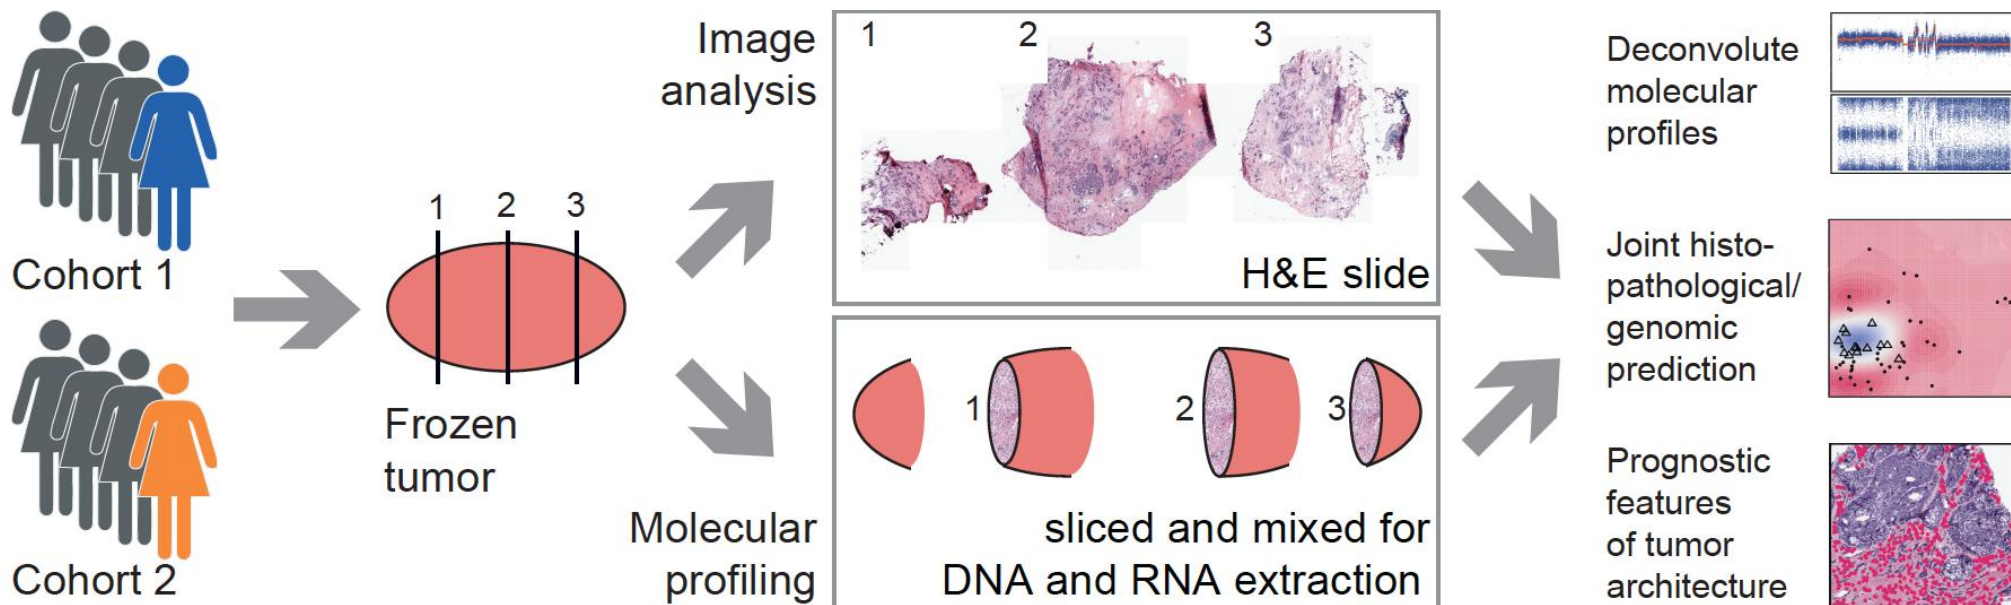 Cohort 1
Cohort 2
1 2 3
Frozen
tumor
Image
analysis
1 2 3
H&E slide
Molecular
profiling
1 2 3
sliced and mixed for
DNA and RNA extraction
Deconvolute
molecular
profiles
Joint histo-
pathological/
genomic
prediction
Prognostic
features
of tumor
architecture